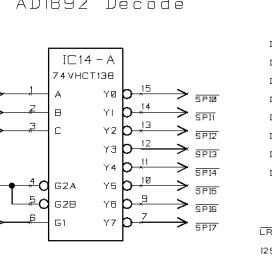 AD1892 Decode
IC14-A
74VHCT138
1 A Y0 15 SPI0
2 B Y1 14 SPI1
3 C Y2 13 SPI2
Y3 12 SPI3
Y4 11 SPI4
4 G2A Y5 10 SPI5
5 G2B Y6 9 SPI6
6 G1 Y7 7 SPI7